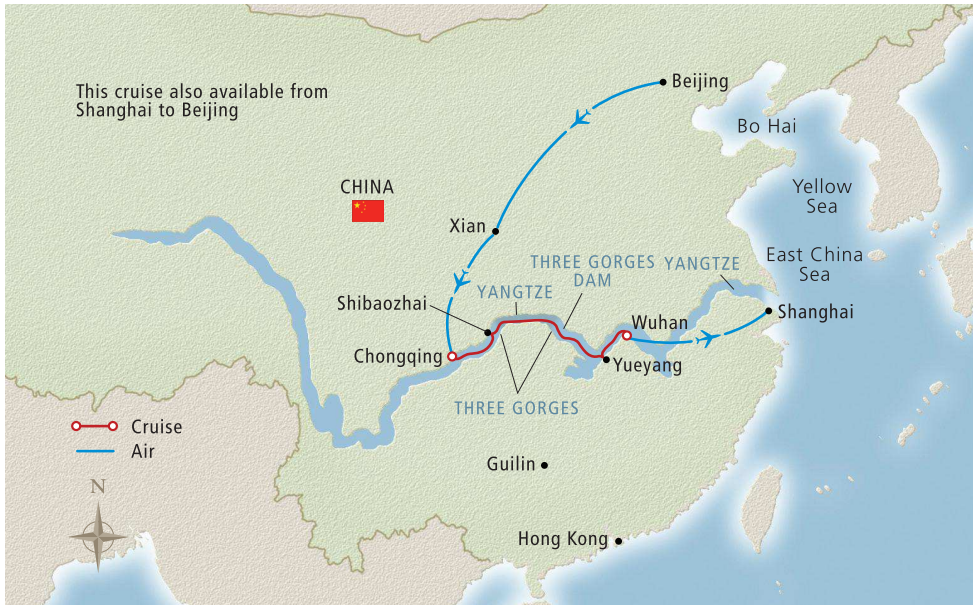 This cruise also available from
Shanghai to Beijing
Beijing
Bo Hai
CHINA
Yellow
Sea
Xian
East China
Sea
THREE GORGES
DAM
YANGTZE
YANGTZE
Shibaozhai
Shanghai
Wuhan
Chongqing
Yueyang
THREE GORGES
Cruise
Air
Guilin
N
Hong Kong